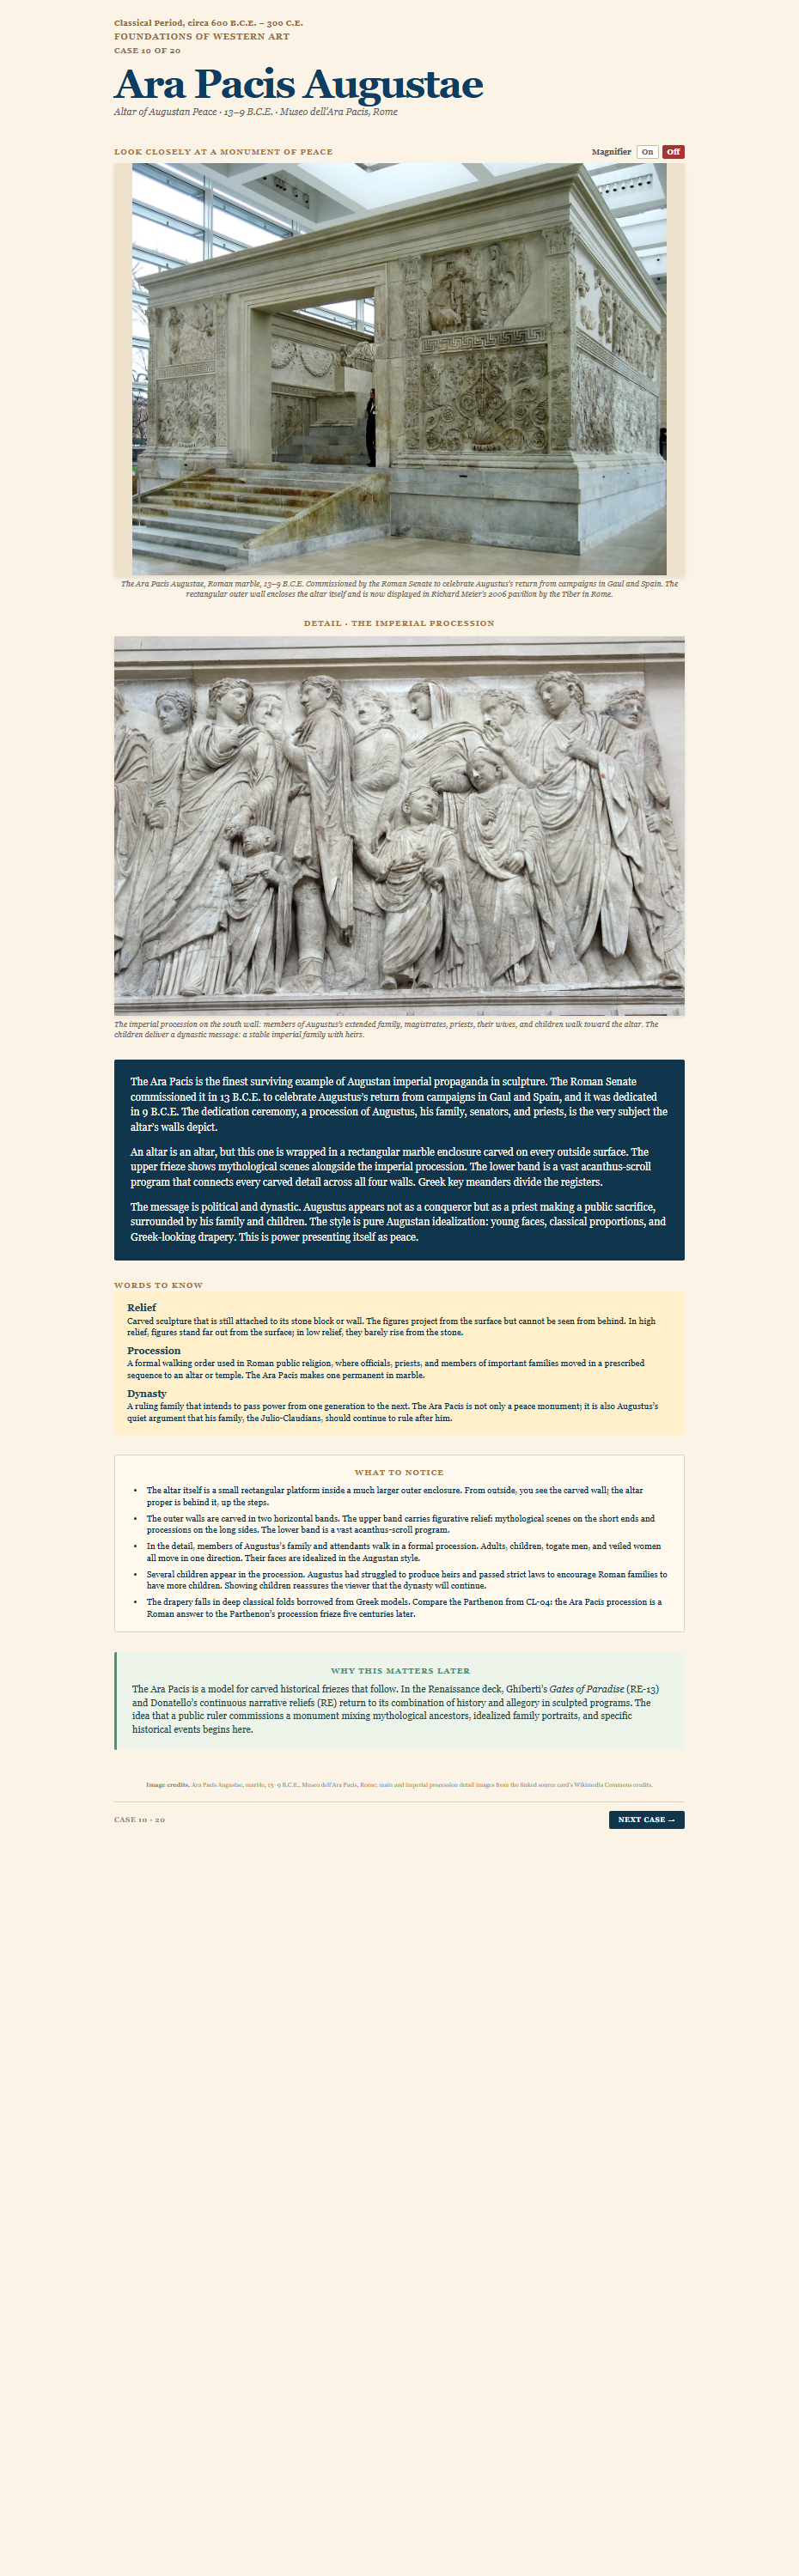 Classical Period, circa 600 B.C.E. – 300 C.E.
FOUNDATIONS OF WESTERN ART
CASE 10 OF 20
Ara Pacis Augustae
Altar of Augustan Peace · 13–9 B.C.E. · Museo dell'Ara Pacis, Rome
LOOK CLOSELY AT A MONUMENT OF PEACE
Magnifier On Off
The Ara Pacis Augustae, Roman marble, 13–9 B.C.E. Commissioned by the Roman Senate to celebrate Augustus's return from campaigns in Gaul and Spain. The
rectangular outer wall encloses the altar itself and is now displayed in Richard Meier's 2006 pavilion by the Tiber in Rome.
DETAIL · THE IMPERIAL PROCESSION
The imperial procession on the south wall: members of Augustus's extended family, magistrates, priests, their wives, and children walk toward the altar. The
children deliver a dynastic message: a stable imperial family with heirs.
The Ara Pacis is the finest surviving example of Augustan imperial propaganda in sculpture. The Roman Senate
commissioned it in 13 B.C.E. to celebrate Augustus's return from campaigns in Gaul and Spain, and it was dedicated
in 9 B.C.E. The dedication ceremony, a procession of Augustus, his family, senators, and priests, is the very subject the
altar's walls depict.
An altar is an altar, but this one is wrapped in a rectangular marble enclosure carved on every outside surface. The
upper frieze shows mythological scenes alongside the imperial procession. The lower band is a vast acanthus-scroll
program that connects every carved detail across all four walls. Greek key meanders divide the registers.
The message is political and dynastic. Augustus appears not as a conqueror but as a priest making a public sacrifice,
surrounded by his family and children. The style is pure Augustan idealization: young faces, classical proportions, and
Greek-looking drapery. This is power presenting itself as peace.
WORDS TO KNOW
Relief
Carved sculpture that is still attached to its stone block or wall. The figures project from the surface but cannot be seen from behind. In high
relief, figures stand far out from the surface; in low relief, they barely rise from the stone.
Procession
A formal walking order used in Roman public religion, where officials, priests, and members of important families moved in a prescribed
sequence to an altar or temple. The Ara Pacis makes one permanent in marble.
Dynasty
A ruling family that intends to pass power from one generation to the next. The Ara Pacis is not only a peace monument; it is also Augustus's
quiet argument that his family, the Julio-Claudians, should continue to rule after him.
WHAT TO NOTICE
• The altar itself is a small rectangular platform inside a much larger outer enclosure. From outside, you see the carved wall; the altar
proper is behind it, up the steps.
• The outer walls are carved in two horizontal bands. The upper band carries figurative relief: mythological scenes on the short ends and
processions on the long sides. The lower band is a vast acanthus-scroll program.
• In the detail, members of Augustus's family and attendants walk in a formal procession. Adults, children, togate men, and veiled women
all move in one direction. Their faces are idealized in the Augustan style.
• Several children appear in the procession. Augustus had struggled to produce heirs and passed strict laws to encourage Roman families to
have more children. Showing children reassures the viewer that the dynasty will continue.
• The drapery falls in deep classical folds borrowed from Greek models. Compare the Parthenon from CL-04: the Ara Pacis procession is a
Roman answer to the Parthenon's procession frieze five centuries later.
WHY THIS MATTERS LATER
The Ara Pacis is a model for carved historical friezes that follow. In the Renaissance deck, Ghiberti's Gates of Paradise (RE-13)
and Donatello's continuous narrative reliefs (RE) return to its combination of history and allegory in sculpted programs. The
idea that a public ruler commissions a monument mixing mythological ancestors, idealized family portraits, and specific
historical events begins here.
Image credits. Ara Pacis Augustae, marble, 13–9 B.C.E., Museo dell'Ara Pacis, Rome; main and imperial procession detail images from the linked source card's Wikimedia Commons credits.
CASE 10 · 20
NEXT CASE →